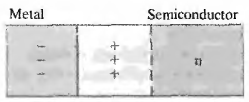 Metal Semiconductor
− +
− + n
− +